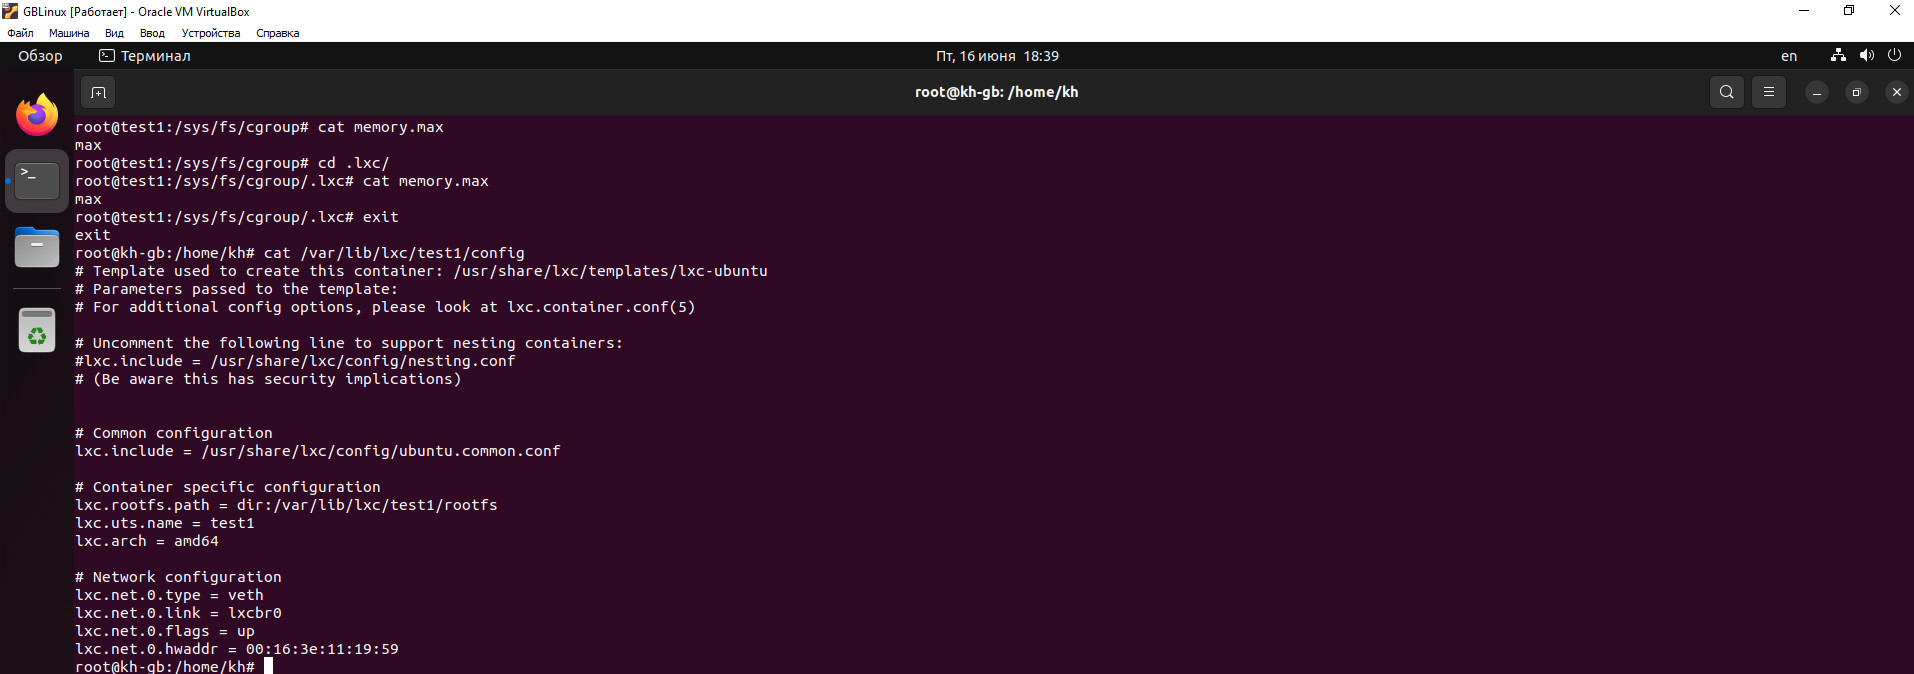 GBLinux [Работает] - Oracle VM VirtualBox
Файл Машина Вид Ввод Устройства Справка
Обзор Терминал Пт, 16 июня 18:39 en
root@kh-gb: /home/kh
root@test1:/sys/fs/cgroup# cat memory.max
max
root@test1:/sys/fs/cgroup# cd .lxc/
root@test1:/sys/fs/cgroup/.lxc# cat memory.max
max
root@test1:/sys/fs/cgroup/.lxc# exit
exit
root@kh-gb:/home/kh# cat /var/lib/lxc/test1/config
# Template used to create this container: /usr/share/lxc/templates/lxc-ubuntu
# Parameters passed to the template:
# For additional config options, please look at lxc.container.conf(5)
# Uncomment the following line to support nesting containers:
#lxc.include = /usr/share/lxc/config/nesting.conf
# (Be aware this has security implications)
# Common configuration
lxc.include = /usr/share/lxc/config/ubuntu.common.conf
# Container specific configuration
lxc.rootfs.path = dir:/var/lib/lxc/test1/rootfs
lxc.uts.name = test1
lxc.arch = amd64
# Network configuration
lxc.net.0.type = veth
lxc.net.0.link = lxcbr0
lxc.net.0.flags = up
lxc.net.0.hwaddr = 00:16:3e:11:19:59
root@kh-gb:/home/kh#